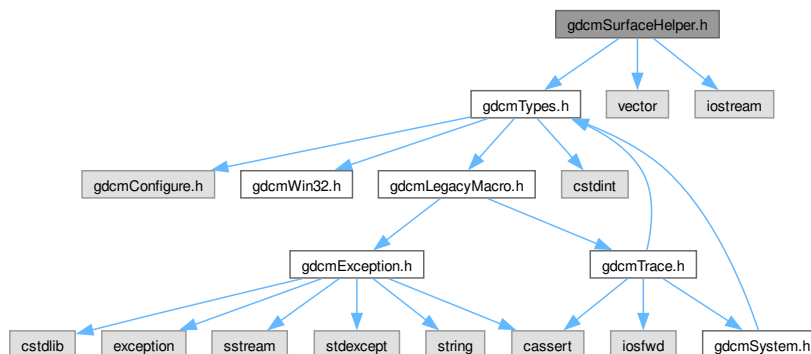 gdcmSurfaceHelper.h
gdcmTypes.h
vector
iostream
gdcmConfigure.h
gdcmWin32.h
gdcmLegacyMacro.h
cstdint
gdcmException.h
gdcmTrace.h
cstdlib
exception
sstream
stdexcept
string
cassert
iosfwd
gdcmSystem.h